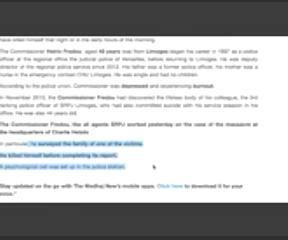 have killed himself that night or in the early hours of the morning.
The Commissioner Helric Fredou, aged 45 years was from Limoges began his career in 1997 as a police
officer at the regional office the judicial police of Versailles, before returning to Limoges. He was deputy
director of the regional police service since 2012. His father was a former police officer, his mother was a
nurse in the emergency contrast CHU Limoges. He was single and had no children.
According to the police union, Commissioner was depressed and experiencing burnout.
In November 2013, the Commissioner Fredou had discovered the lifeless body of his colleague, the 3rd
ranking police officer of SRPJ Limoges, who had also committed suicide with his service weapon in his
office. He was also 44 years old.
The Commissioner Fredou, like all agents SRPJ worked yesterday on the case of the massacre at
the headquarters of Charlie Hebdo
In particular, he surveyed the family of one of the victims.
He killed himself before completing its report.
A psychological cell was set up in the police station.
Stay updated on the go with The Wadhaj/New's mobile apps. Click here to download it for your